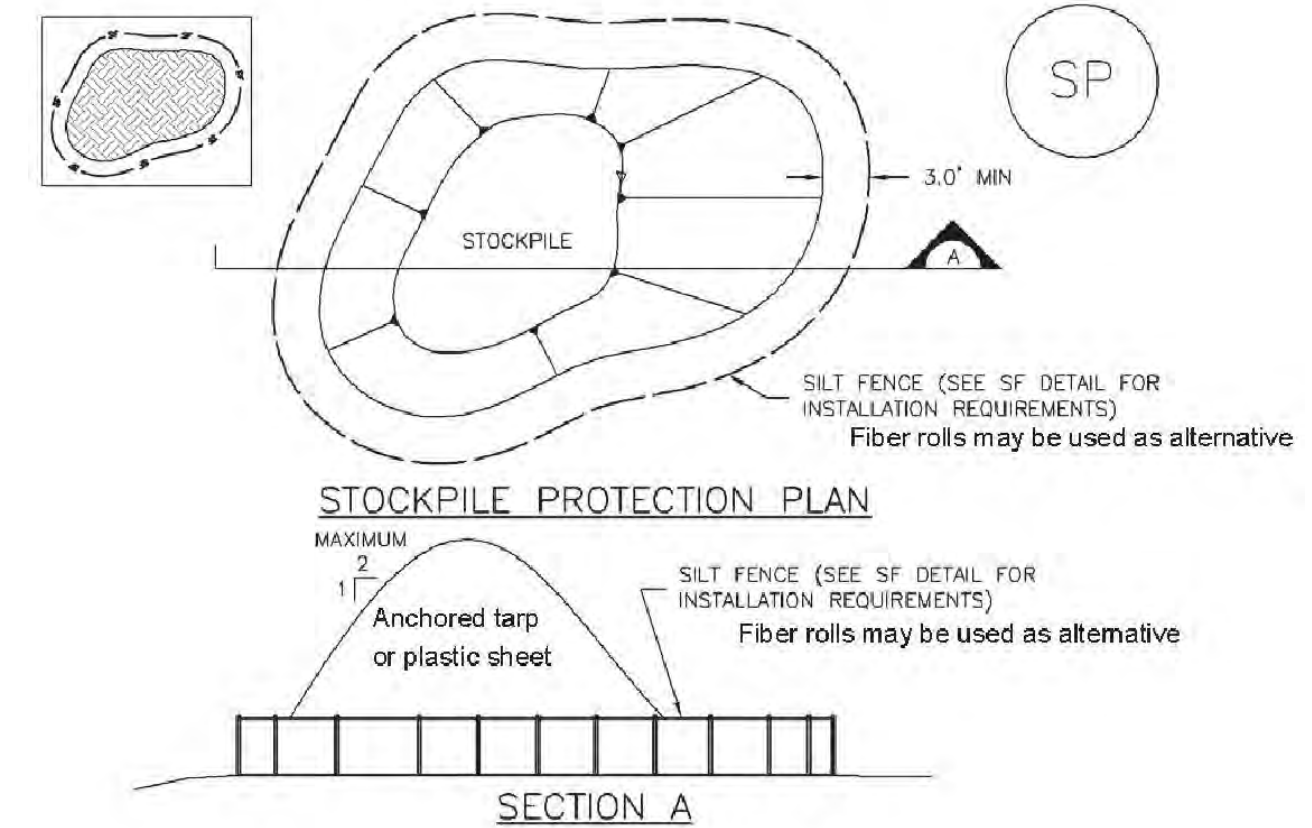 SP
3.0' MIN
STOCKPILE
A
SILT FENCE (SEE SF DETAIL FOR
INSTALLATION REQUIREMENTS)
Fiber rolls may be used as alternative
STOCKPILE PROTECTION PLAN
MAXIMUM
2
1
SILT FENCE (SEE SF DETAIL FOR
INSTALLATION REQUIREMENTS)
Anchored tarp
or plastic sheet
Fiber rolls may be used as alternative
SECTION A